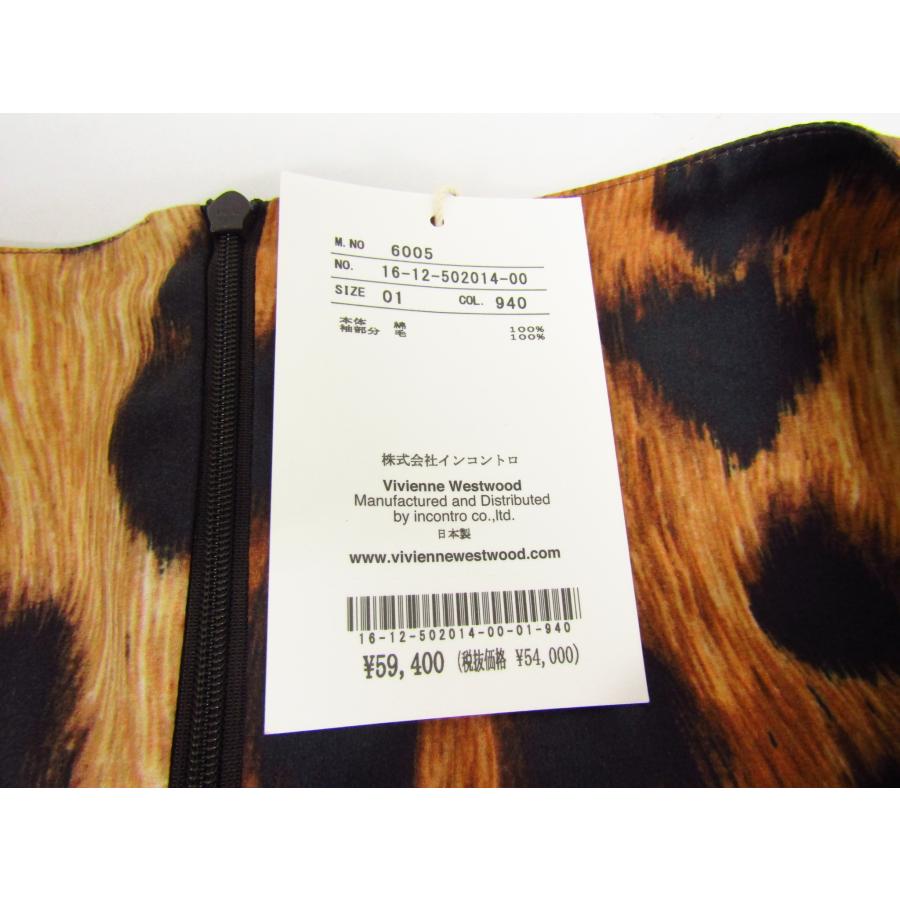 M.NO 6005
NO. 16-12-502014-00
SIZE 01 COL. 940
本体 綿 100%
袖部分 毛 100%
株式会社インコントロ
Vivienne Westwood
Manufactured and Distributed
by incontro co.,ltd.
日本製
www.viviennewestwood.com
16-12-502014-00-01-940
¥59,400 (税抜価格 ¥54,000)